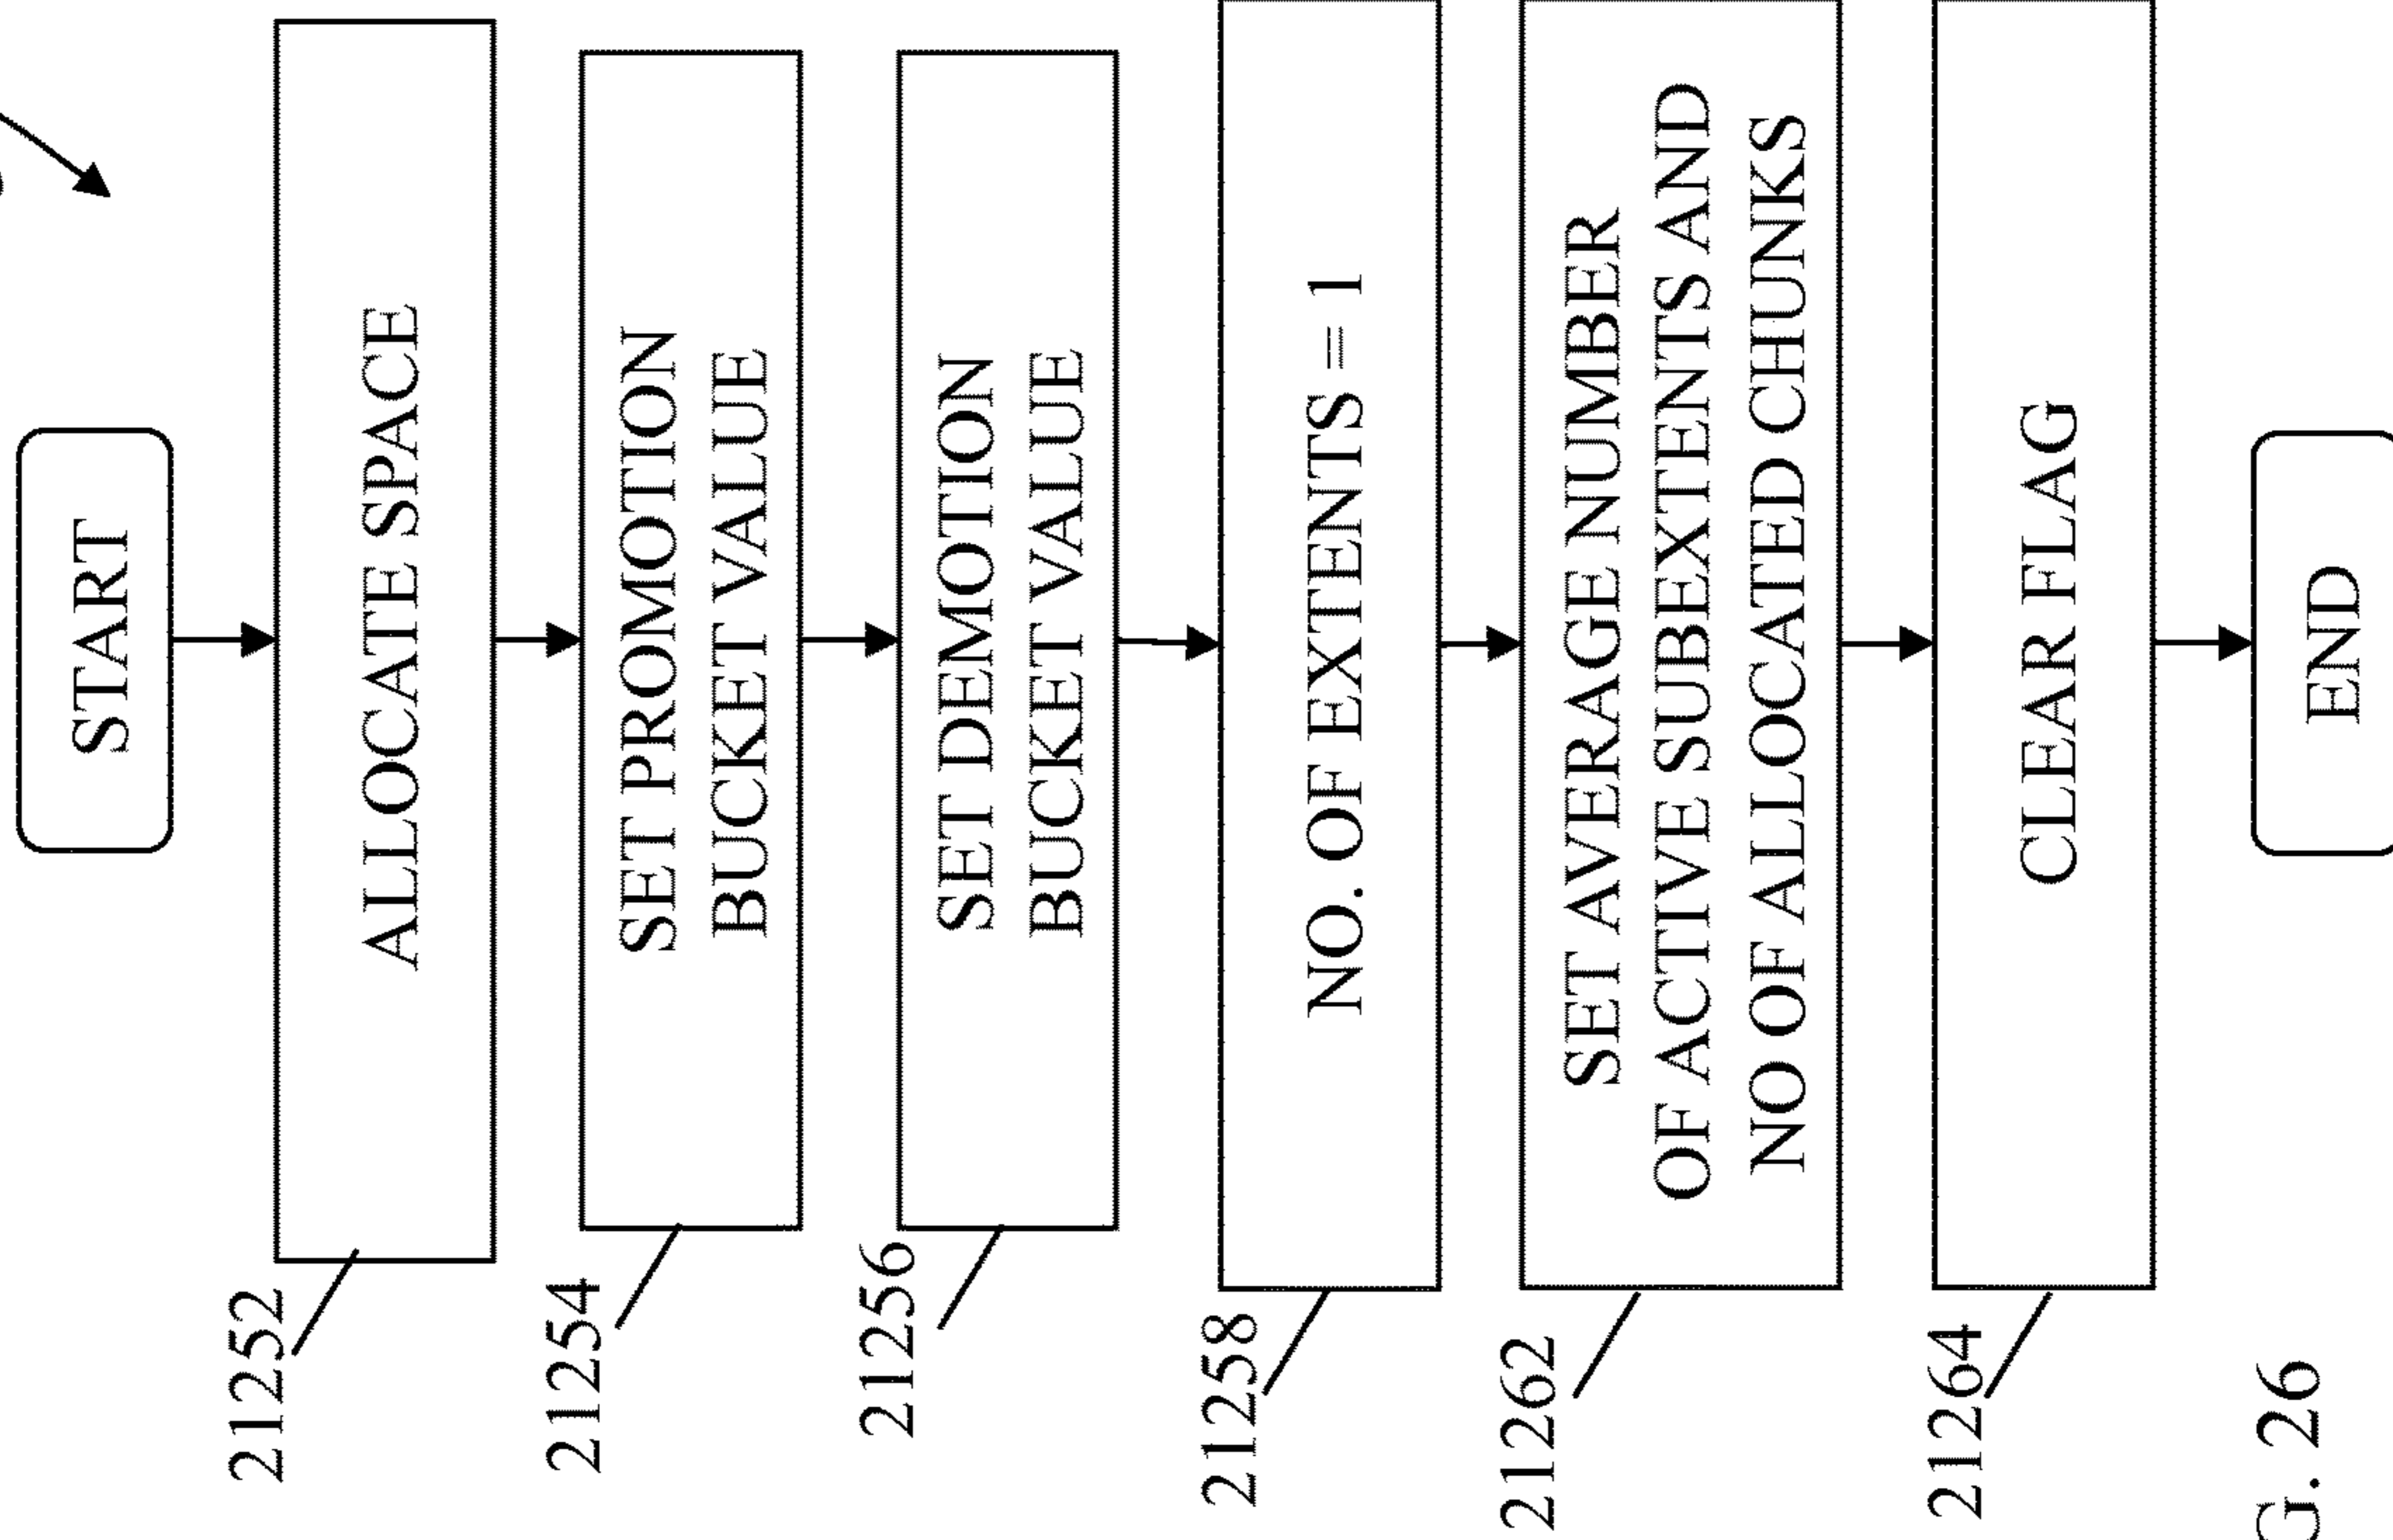 START
21252
ALLOCATE SPACE
21254
SET PROMOTION
BUCKET VALUE
21256
SET DEMOTION
BUCKET VALUE
21258
NO. OF EXTENTS = 1
21262
SET AVERAGE NUMBER
OF ACTIVE SUBEXTENTS AND
NO OF ALLOCATED CHUNKS
21264
CLEAR FLAG
END
G. 26